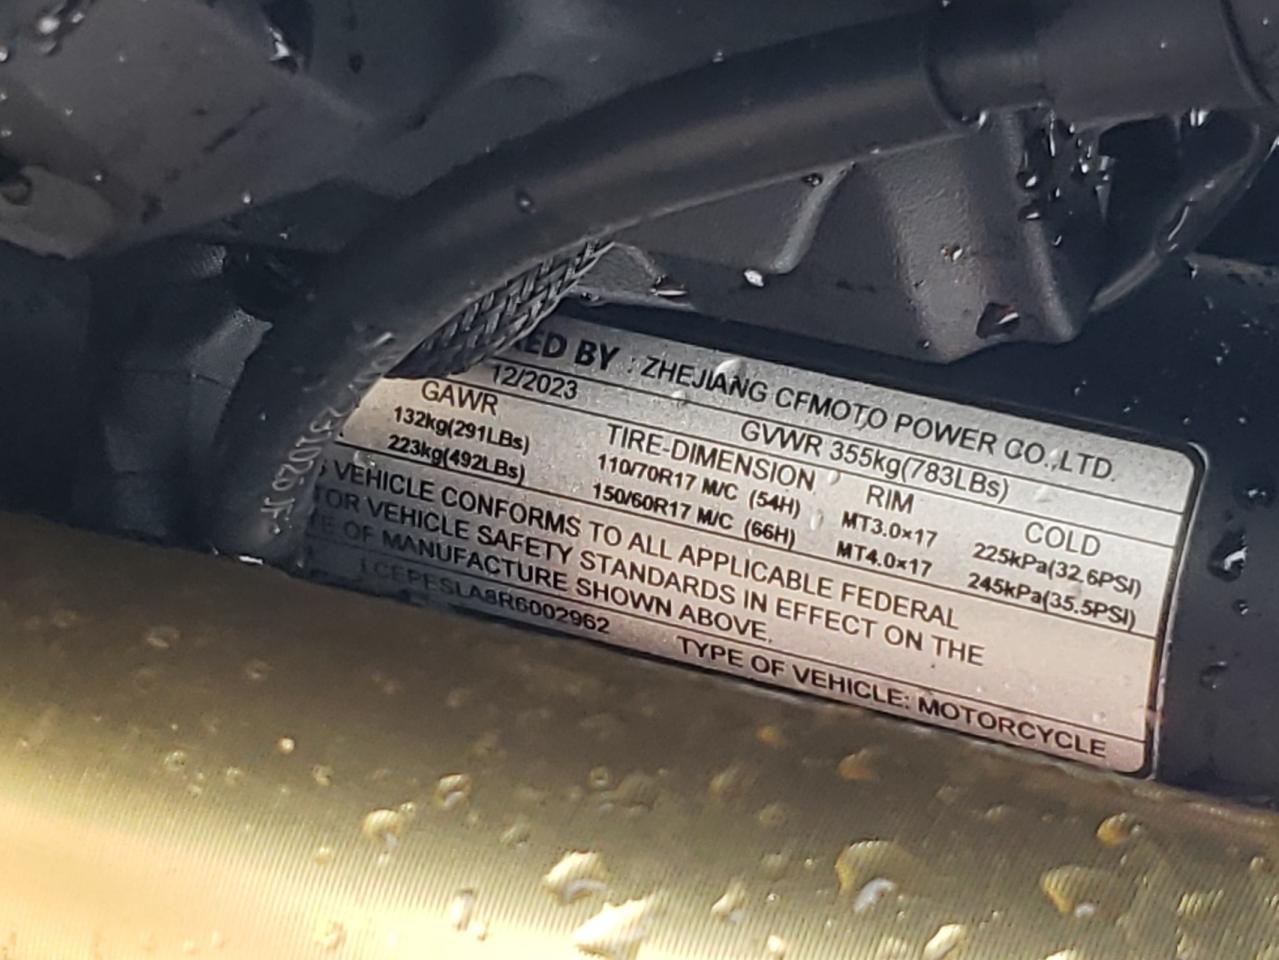 RED BY : ZHEJIANG CFMOTO POWER CO.,LTD.
12/2023 GVWR 355kg(783LBs)
GAWR TIRE-DIMENSION RIM COLD
132kg(291LBs) 110/70R17 M/C (54H) MT3.0×17 225kPa(32.6PSI)
223kg(492LBs) 150/60R17 M/C (66H) MT4.0×17 245kPa(35.5PSI)
VEHICLE CONFORMS TO ALL APPLICABLE FEDERAL
TOR VEHICLE SAFETY STANDARDS IN EFFECT ON THE
TE OF MANUFACTURE SHOWN ABOVE.
LCEPESLA8R6002962 TYPE OF VEHICLE: MOTORCYCLE